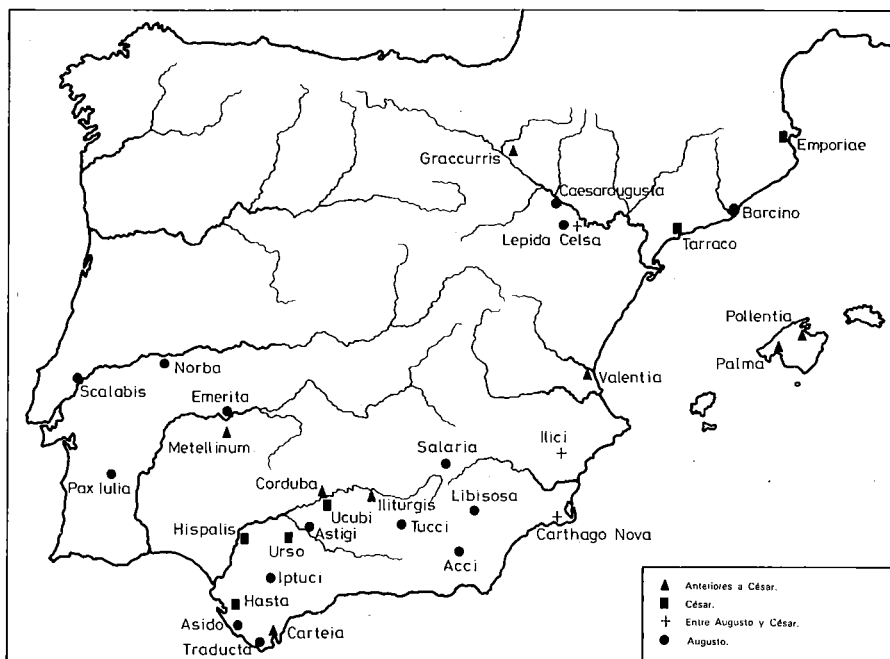 Graccurris
Emporiae
Caesaraugusta
Barcino
Lepida Celsa
Tarraco
Pollentia
Palma
Valentia
Norba
Scalabis
Emerita
Metellinum
Ilici
Salaria
Pax Iulia
Corduba
Iliturgis
Libisosa
Ucubi
Hispalis
Astigi
Tucci
Carthago Nova
Urso
Acci
Iptuci
Hasta
Asido
Carteia
Traducta
Anteriores a César.
César.
Entre Augusto y César.
Augusto.